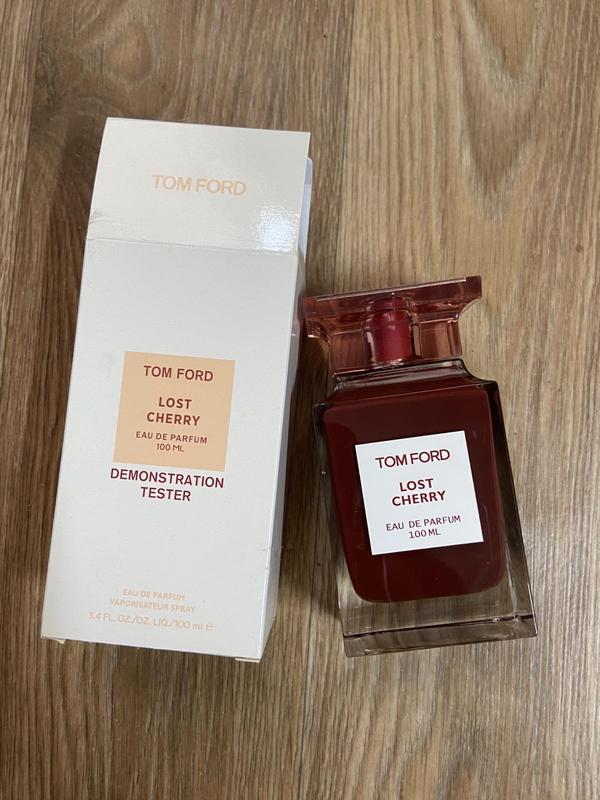 TOM FORD
TOM FORD
LOST
CHERRY
EAU DE PARFUM
100 ML
DEMONSTRATION
TESTER
EAU DE PARFUM
VAPORISATEUR SPRAY
3.4 FL. OZ./OZ. LIQ./100 ml ℮
TOM FORD
LOST
CHERRY
EAU DE PARFUM
100 ML